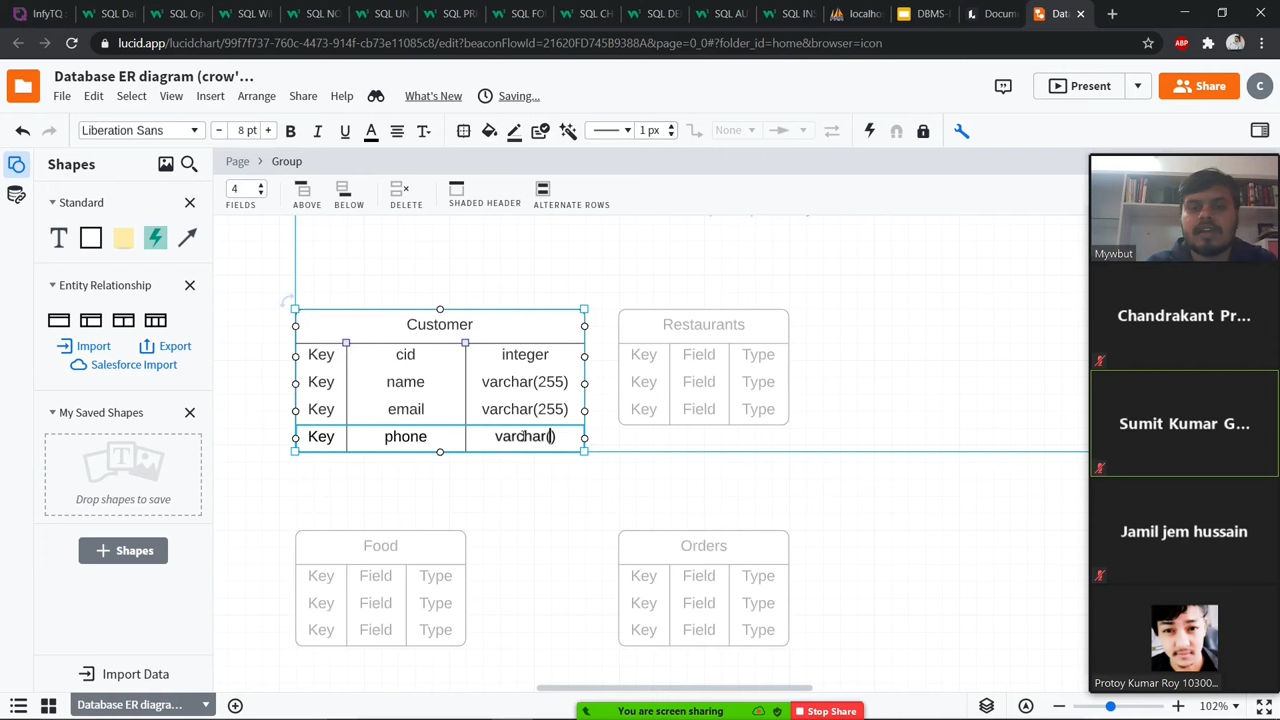 InfyTQ
SQL Da
SQL Op
SQL Wi
SQL NO
SQL UN
SQL PR
SQL FO
SQL CH
SQL DE
SQL AU
SQL INS
localho
DBMS-
Docume
Dat
lucid.app/lucidchart/99f7f737-760c-4473-914f-cb73e11085c8/edit?beaconFlowId=21620FD745B9388A&page=0_0#?folder_id=home&browser=icon
ABP
Database ER diagram (crow'...
File Edit Select View Insert Arrange Share Help What's New Saving...
Present
Share
C
Liberation Sans
8 pt
B I U A T
1 px
None
Shapes
Page > Group
4
FIELDS ABOVE BELOW DELETE SHADED HEADER ALTERNATE ROWS
Standard
T
Entity Relationship
Import Export
Salesforce Import
My Saved Shapes
Drop shapes to save
+ Shapes
Import Data
Customer
Key cid integer
Key name varchar(255)
Key email varchar(255)
Key phone varchar()
Restaurants
Key Field Type
Key Field Type
Key Field Type
Food
Key Field Type
Key Field Type
Key Field Type
Orders
Key Field Type
Key Field Type
Key Field Type
Mywbut
Chandrakant Pr...
Sumit Kumar G...
Jamil jem hussain
Protoy Kumar Roy 10300...
Database ER diagra...
You are screen sharing
Stop Share
102%